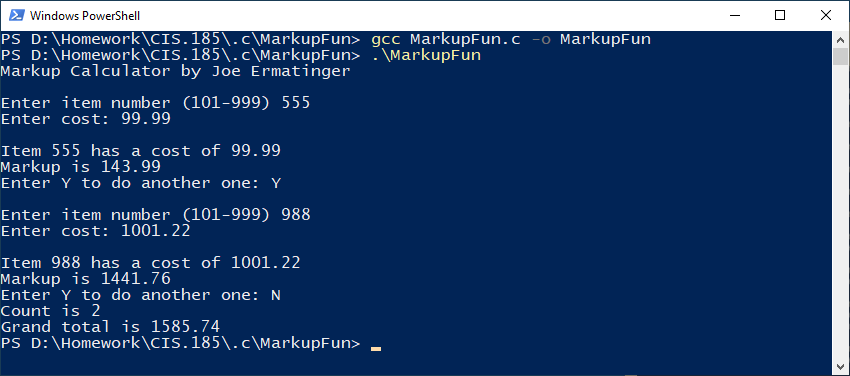 Windows PowerShell
PS D:\Homework\CIS.185\.c\MarkupFun> gcc MarkupFun.c -o MarkupFun
PS D:\Homework\CIS.185\.c\MarkupFun> .\MarkupFun
Markup Calculator by Joe Ermatinger
Enter item number (101-999) 555
Enter cost: 99.99
Item 555 has a cost of 99.99
Markup is 143.99
Enter Y to do another one: Y
Enter item number (101-999) 988
Enter cost: 1001.22
Item 988 has a cost of 1001.22
Markup is 1441.76
Enter Y to do another one: N
Count is 2
Grand total is 1585.74
PS D:\Homework\CIS.185\.c\MarkupFun>